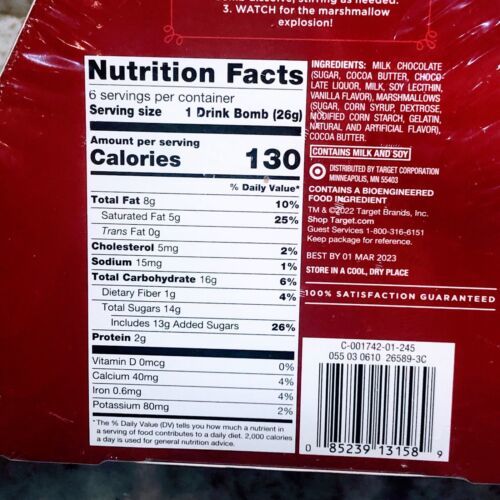 3. WATCH for the marshmallow
explosion!
Nutrition Facts
6 servings per container
Serving size 1 Drink Bomb (26g)
Amount per serving
Calories 130
% Daily Value*
Total Fat 8g 10%
Saturated Fat 5g 25%
Trans Fat 0g
Cholesterol 5mg 2%
Sodium 15mg 1%
Total Carbohydrate 16g 6%
Dietary Fiber 1g 4%
Total Sugars 14g
Includes 13g Added Sugars 26%
Protein 2g
Vitamin D 0mcg 0%
Calcium 40mg 4%
Iron 0.6mg 4%
Potassium 80mg 2%
*The % Daily Value (DV) tells you how much a nutrient in
a serving of food contributes to a daily diet. 2,000 calories
a day is used for general nutrition advice.
INGREDIENTS: MILK CHOCOLATE
(SUGAR, COCOA BUTTER, CHOCO-
LATE LIQUOR, MILK, SOY LECITHIN,
VANILLA FLAVOR), MARSHMALLOWS
(SUGAR, CORN SYRUP, DEXTROSE,
MODIFIED CORN STARCH, GELATIN,
NATURAL AND ARTIFICIAL FLAVOR),
COCOA BUTTER.
CONTAINS MILK AND SOY
DISTRIBUTED BY TARGET CORPORATION
MINNEAPOLIS, MN 55403
CONTAINS A BIOENGINEERED
FOOD INGREDIENT
TM & ©2022 Target Brands, Inc.
Shop Target.com
Guest Services 1-800-316-6151
Keep package for reference.
BEST BY 01 MAR 2023
STORE IN A COOL, DRY PLACE
100% SATISFACTION GUARANTEED
C-001742-01-245
055 03 0610 26589-3C
0 85239 13158 9